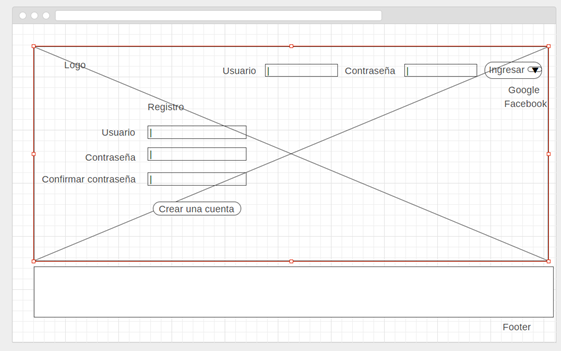 Logo
Usuario
Contraseña
Ingresar
Google
Facebook
Registro
Usuario
Contraseña
Confirmar contraseña
Crear una cuenta
Footer